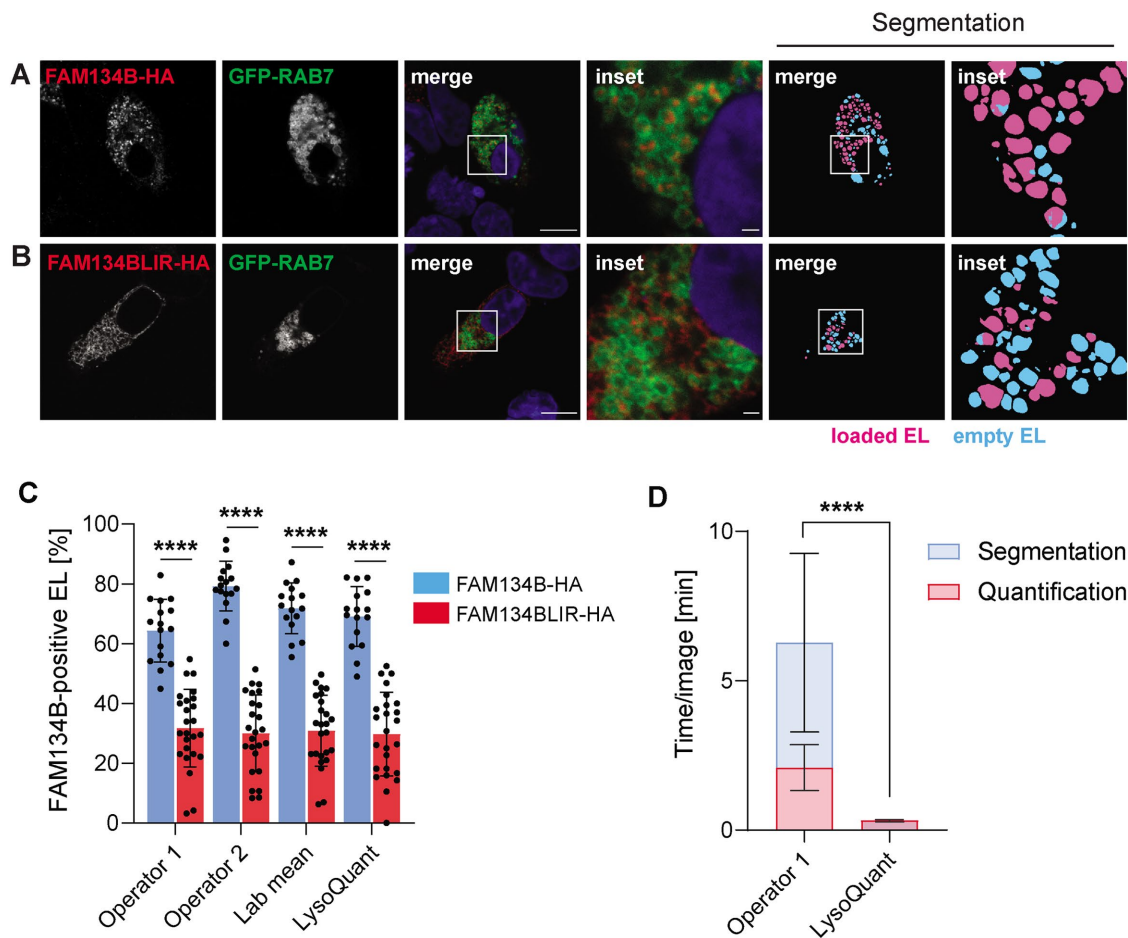 Segmentation
A
FAM134B-HA
GFP-RAB7
merge
inset
merge
inset
B
FAM134BLIR-HA
GFP-RAB7
merge
inset
merge
inset
loaded EL
empty EL
C
FAM134B-positive EL [%]
100
80
60
40
20
0
****
****
****
****
FAM134B-HA
FAM134BLIR-HA
Operator 1
Operator 2
Lab mean
LysoQuant
D
Time/image [min]
10
5
0
****
Segmentation
Quantification
Operator 1
LysoQuant